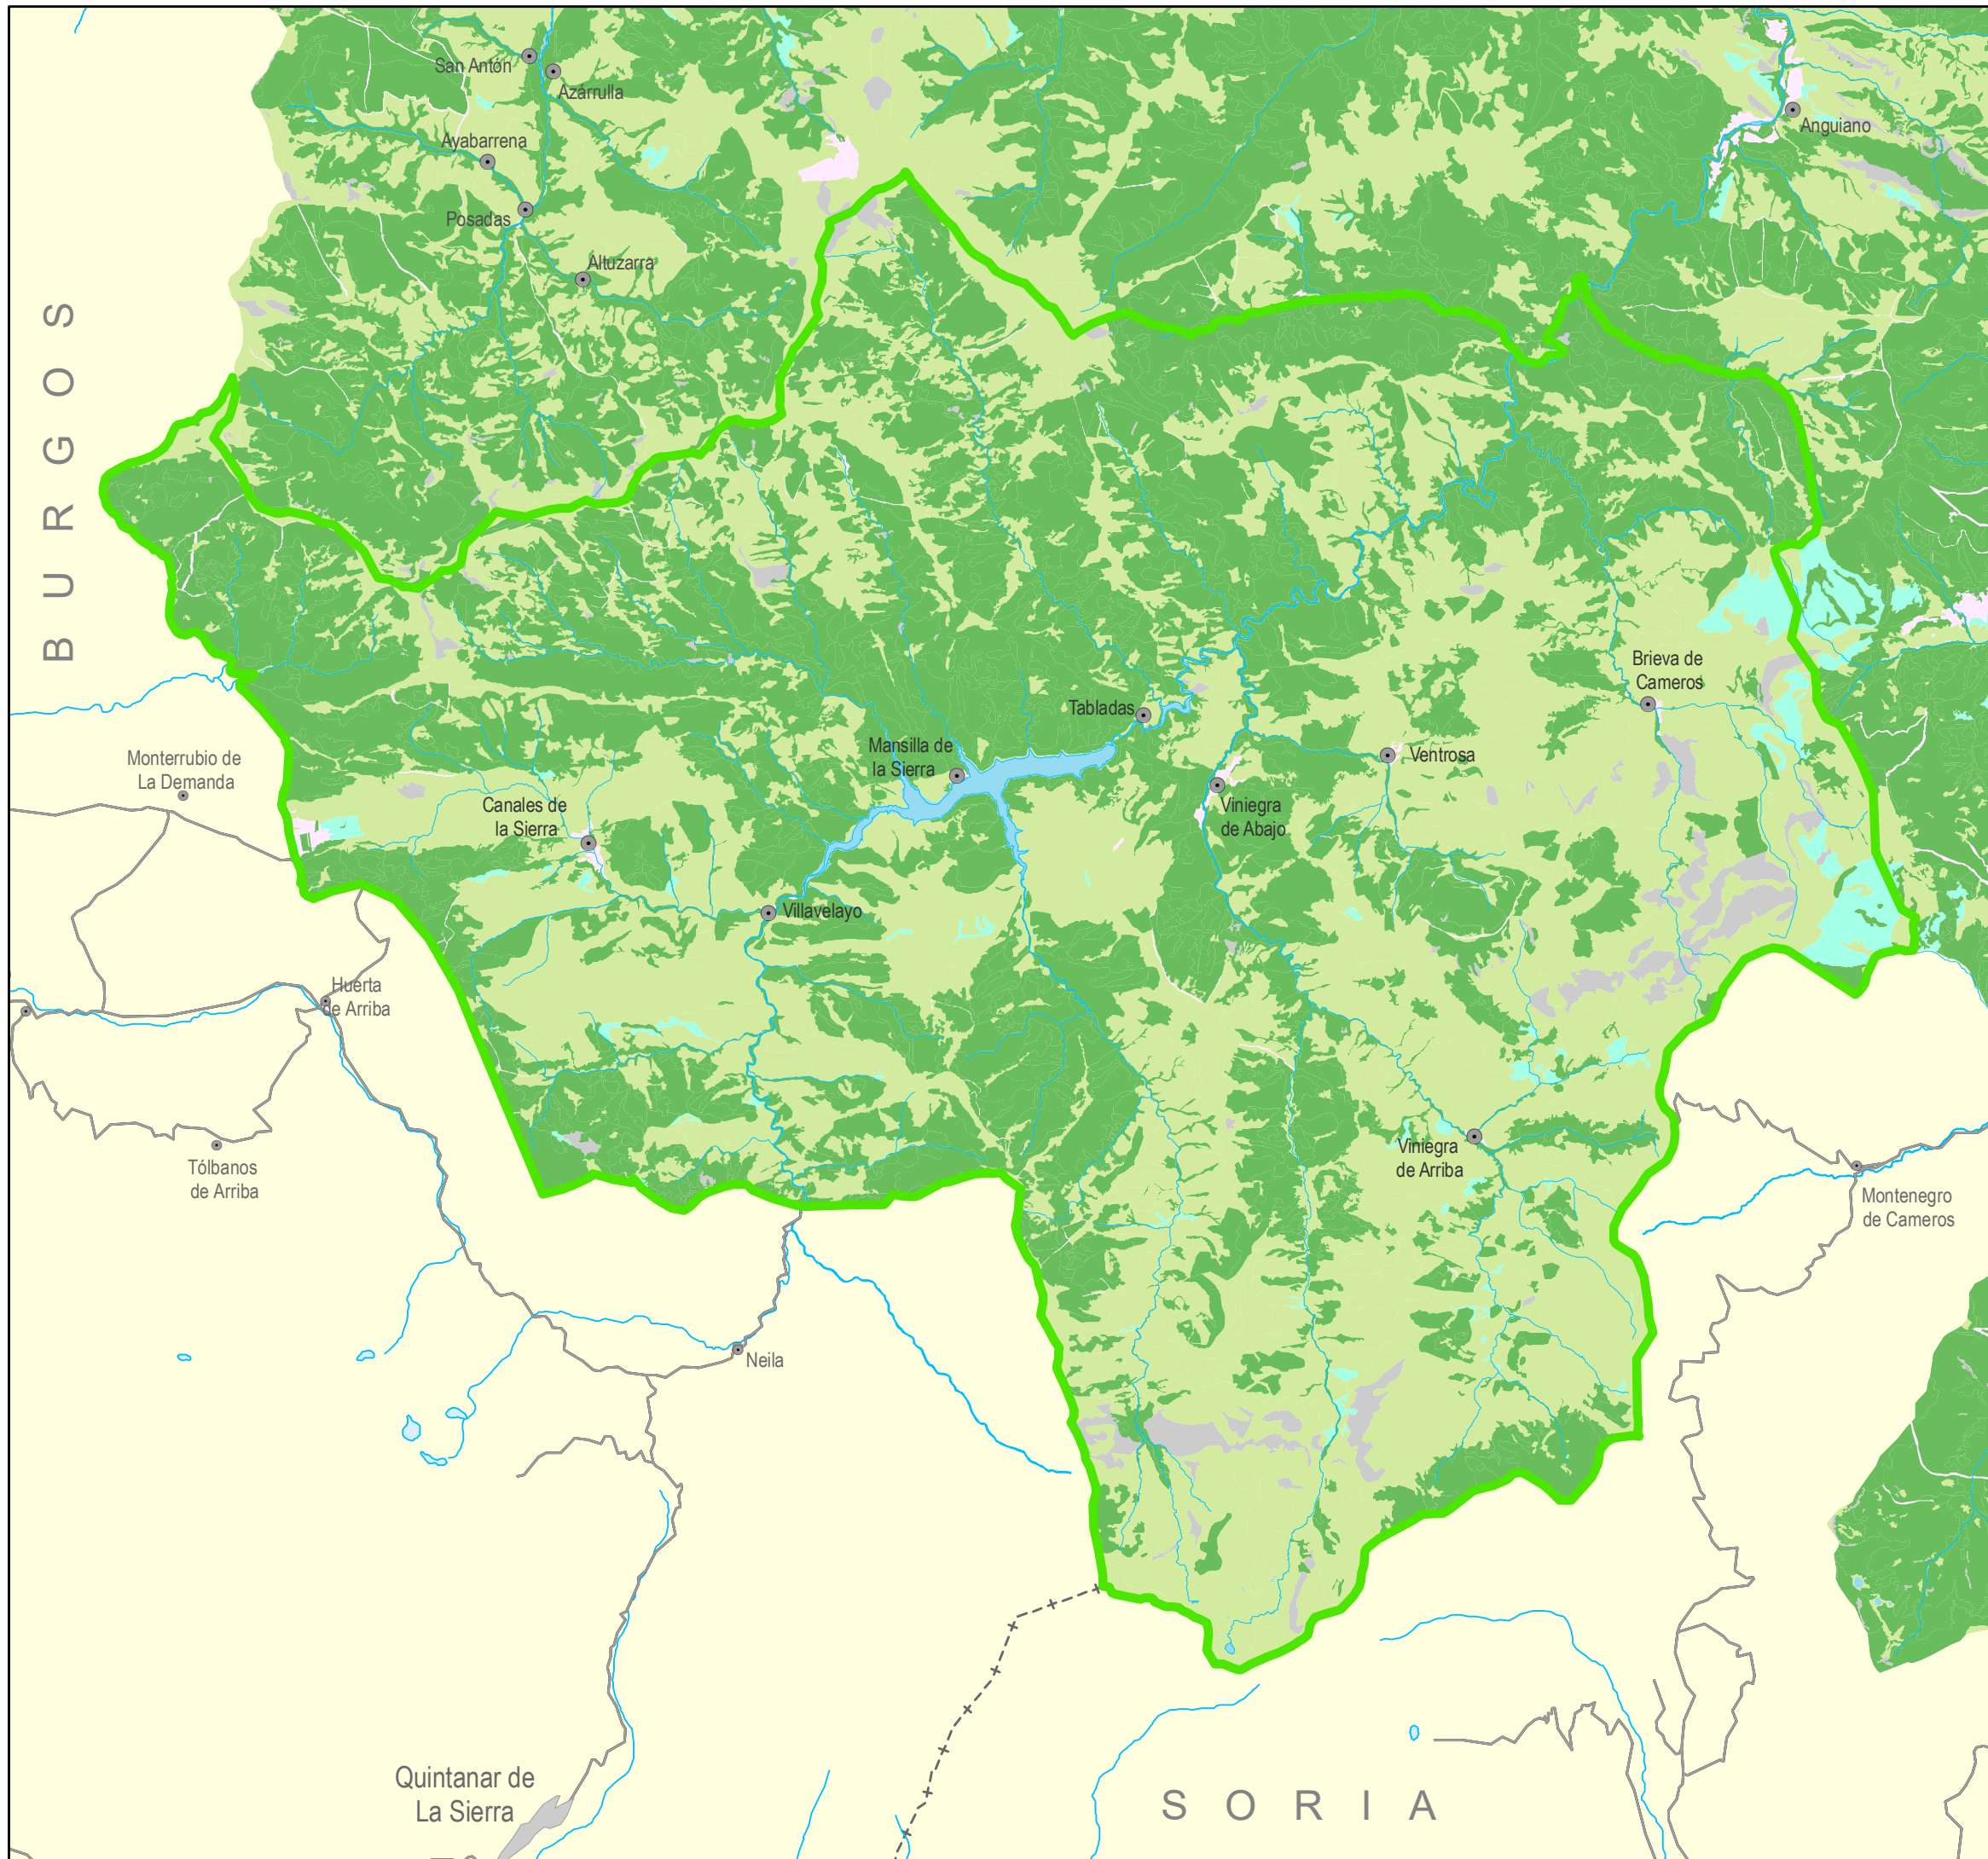 San Antón
Azárrulla
Anguiano
Ayabarrena
Posadas
Altuzarra
BURGOS
Brieva de
Cameros
Tabladas
Mansilla de
la Sierra
Ventrosa
Monterrubio de
La Demanda
Canales de
la Sierra
Viniegra
de Abajo
Villavelayo
Huerta
de Arriba
Viniegra
de Arriba
Tólbanos
de Arriba
Montenegro
de Cameros
Neila
Quintanar de
La Sierra
SORIA